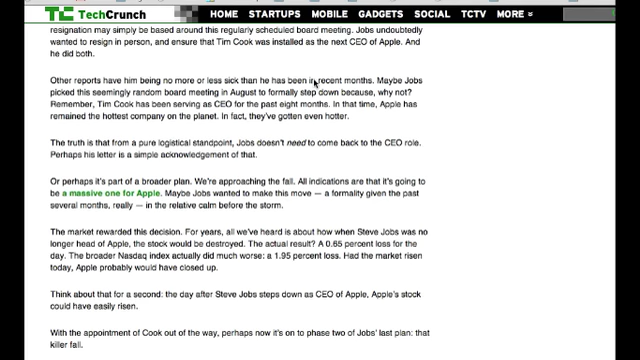 TechCrunch HOME STARTUPS MOBILE GADGETS SOCIAL TCTV MORE
resignation may simply be based around this regularly scheduled board meeting. Jobs undoubtedly
wanted to resign in person, and ensure that Tim Cook was installed as the next CEO of Apple. And
he did both.
Other reports have him being no more or less sick than he has been in recent months. Maybe Jobs
picked this seemingly random board meeting in August to formally step down because, why not?
Remember, Tim Cook has been serving as CEO for the past eight months. In that time, Apple has
remained the hottest company on the planet. In fact, they've gotten even hotter.
The truth is that from a pure logistical standpoint, Jobs doesn't need to come back to the CEO role.
Perhaps his letter is a simple acknowledgement of that.
Or perhaps it's part of a broader plan. We're approaching the fall. All indications are that it's going to
be a massive one for Apple. Maybe Jobs wanted to make this move — a formality given the past
several months, really — in the relative calm before the storm.
The market rewarded this decision. For years, all we've heard is about how when Steve Jobs was no
longer head of Apple, the stock would be destroyed. The actual result? A 0.65 percent loss for the
day. The broader Nasdaq index actually did much worse: a 1.95 percent loss. Had the market risen
today, Apple probably would have closed up.
Think about that for a second: the day after Steve Jobs steps down as CEO of Apple, Apple's stock
could have easily risen.
With the appointment of Cook out of the way, perhaps now it's on to phase two of Jobs' last plan: that
killer fall.